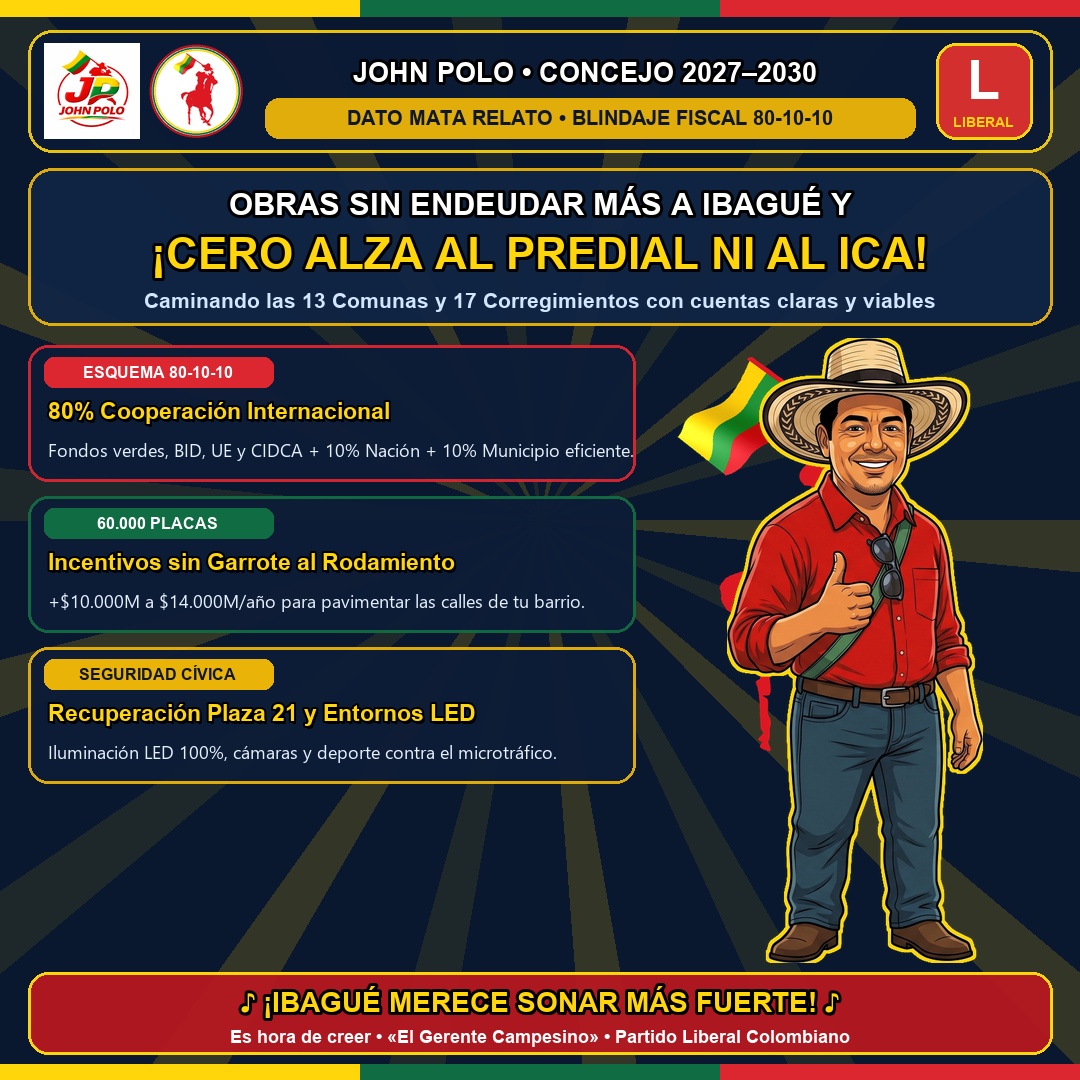 JP
JOHN POLO
JOHN POLO • CONCEJO 2027–2030
DATO MATA RELATO • BLINDAJE FISCAL 80-10-10
L
LIBERAL
OBRAS SIN ENDEUDAR MÁS A IBAGUÉ Y
¡CERO ALZA AL PREDIAL NI AL ICA!
Caminando las 13 Comunas y 17 Corregimientos con cuentas claras y viables
ESQUEMA 80-10-10
80% Cooperación Internacional
Fondos verdes, BID, UE y CIDCA + 10% Nación + 10% Municipio eficiente.
60.000 PLACAS
Incentivos sin Garrote al Rodamiento
+$10.000M a $14.000M/año para pavimentar las calles de tu barrio.
SEGURIDAD CÍVICA
Recuperación Plaza 21 y Entornos LED
Iluminación LED 100%, cámaras y deporte contra el microtráfico.
♪ ¡IBAGUÉ MERECE SONAR MÁS FUERTE! ♪
Es hora de creer • «El Gerente Campesino» • Partido Liberal Colombiano